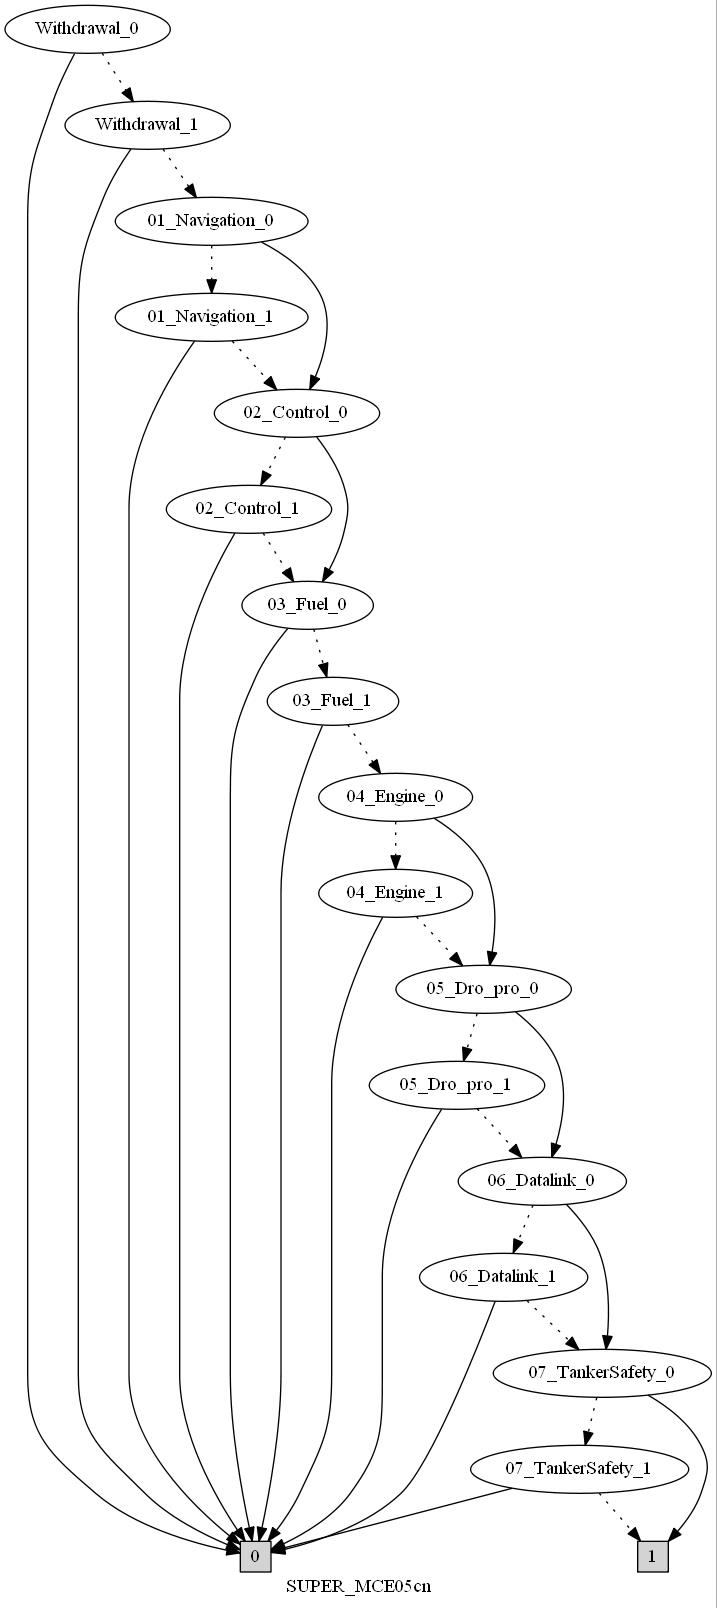 Withdrawal_0
Withdrawal_1
01_Navigation_0
01_Navigation_1
02_Control_0
02_Control_1
03_Fuel_0
03_Fuel_1
04_Engine_0
04_Engine_1
05_Dro_pro_0
05_Dro_pro_1
06_Datalink_0
06_Datalink_1
07_TankerSafety_0
07_TankerSafety_1
0
1
SUPER_MCE05cn